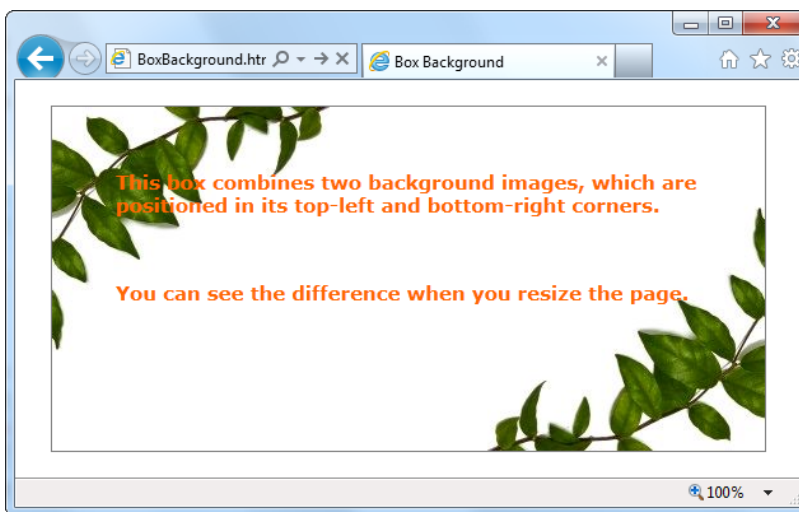 BoxBackground.htr
Box Background
This box combines two background images, which are
positioned in its top-left and bottom-right corners.
You can see the difference when you resize the page.
100%